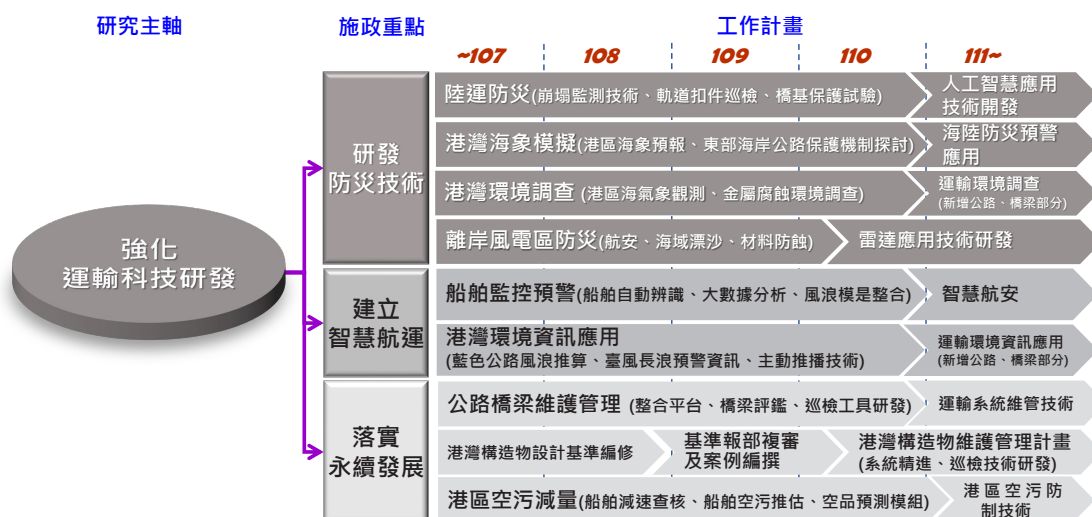 研究主軸
施政重點
工作計畫
~107
108
109
110
111~
強化
運輸科技研發
研發
防災技術
陸運防災(崩塌監測技術、軌道扣件巡檢、橋基保護試驗)
人工智慧應用
技術開發
港灣海象模擬(港區海象預報、東部海岸公路保護機制探討)
海陸防災預警
應用
港灣環境調查 (港區海氣象觀測、金屬腐蝕環境調查)
運輸環境調查
(新增公路、橋梁部分)
離岸風電區防災(航安、海域漂沙、材料防蝕)
雷達應用技術研發
建立
智慧航運
船舶監控預警(船舶自動辨識、大數據分析、風浪模是整合)
智慧航安
港灣環境資訊應用
(藍色公路風浪推算、臺風長浪預警資訊、主動推播技術)
運輸環境資訊應用
(新增公路、橋梁部分)
落實
永續發展
公路橋梁維護管理 (整合平台、橋梁評鑑、巡檢工具研發)
運輸系統維管技術
港灣構造物設計基準編修
基準報部複審
及案例編撰
港灣構造物維護管理計畫
(系統精進、巡檢技術研發)
港區空污減量(船舶減速查核、船舶空污推估、空品預測模組)
港區空污防
制技術